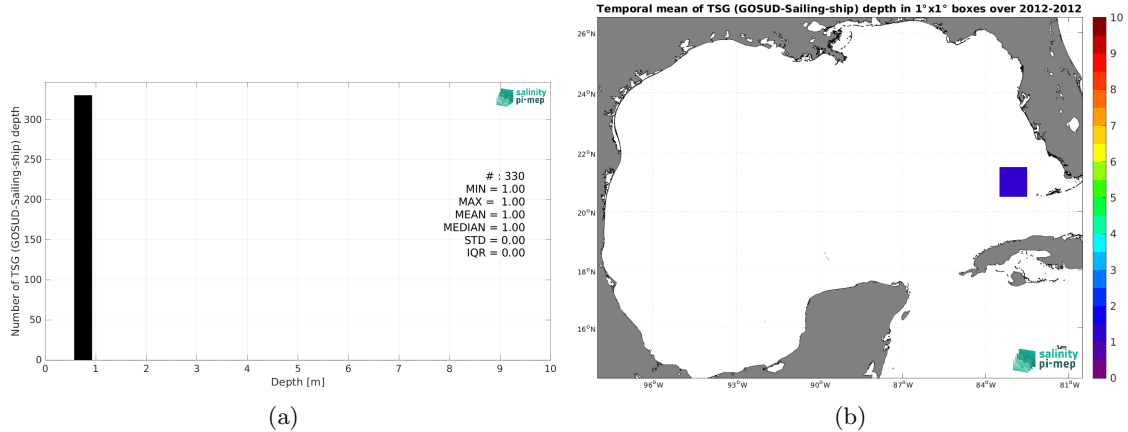 Temporal mean of TSG (GOSUD-Sailing-ship) depth in 1°x1° boxes over 2012-2012
Number of TSG (GOSUD-Sailing-ship) depth
300
250
200
150
100
50
0
salinity
pi-mep
# : 330
MIN = 1.00
MAX = 1.00
MEAN = 1.00
MEDIAN = 1.00
STD = 0.00
IQR = 0.00
0 1 2 3 4 5 6 7 8 9 10
Depth [m]
(a)
26°N
24°N
22°N
20°N
18°N
16°N
96°W 93°W 90°W 87°W 84°W 81°W
salinity
pi-mep
10
9
8
7
6
5
4
3
2
1
0
(b)